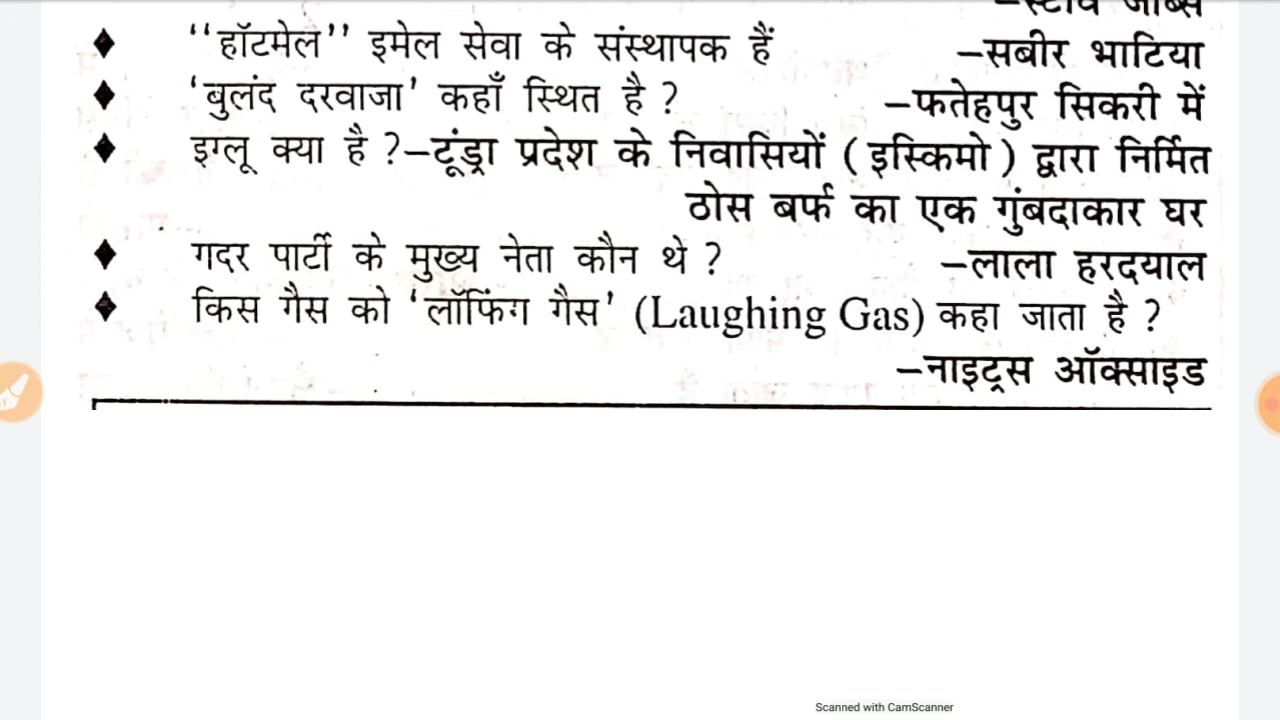 –स्टीव जॉब्स
♦ ‘‘हॉटमेल’’ इमेल सेवा के संस्थापक हैं –सबीर भाटिया
♦ ‘बुलंद दरवाजा’ कहाँ स्थित है ? –फतेहपुर सिकरी में
♦ इग्लू क्या है ?–टूंड्रा प्रदेश के निवासियों ( इस्किमो ) द्वारा निर्मित
ठोस बर्फ का एक गुंबदाकार घर
♦ गदर पार्टी के मुख्य नेता कौन थे ? –लाला हरदयाल
♦ किस गैस को ‘लॉफिंग गैस’ (Laughing Gas) कहा जाता है ?
–नाइट्रस ऑक्साइड
Scanned with CamScanner